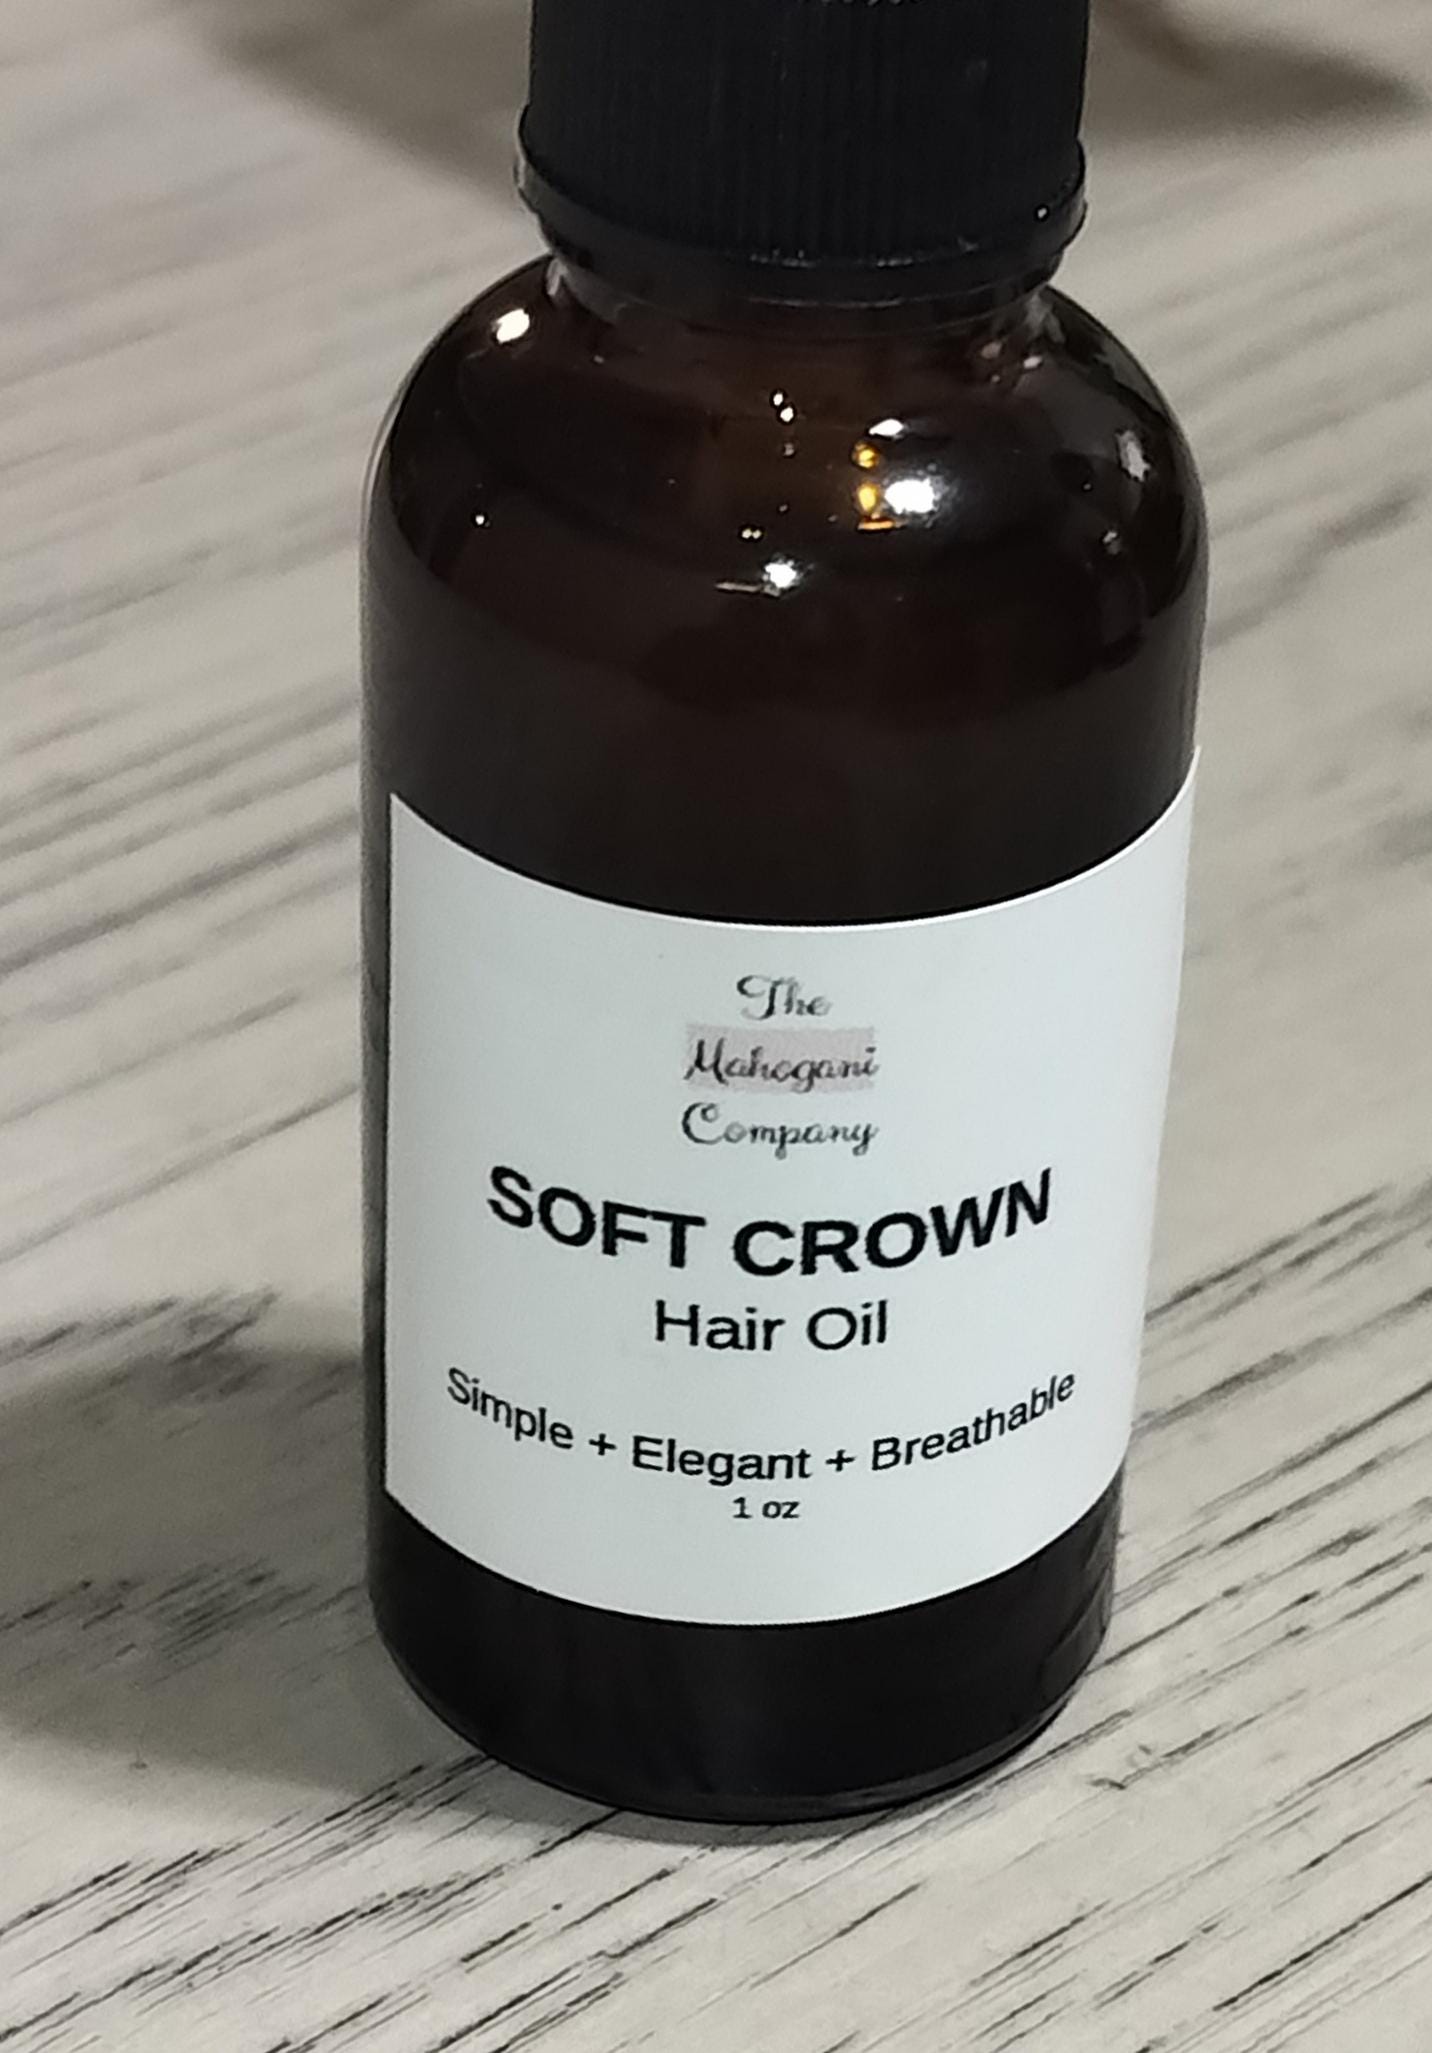 The
Mahogani
Company
SOFT CROWN
Hair Oil
Simple + Elegant + Breathable
1 oz